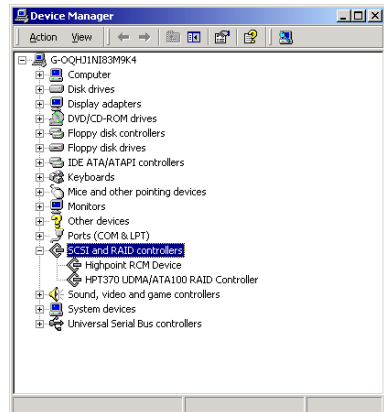 Device Manager
Action View
G-OQHJ1NI83M9K4
Computer
Disk drives
Display adapters
DVD/CD-ROM drives
Floppy disk controllers
Floppy disk drives
IDE ATA/ATAPI controllers
Keyboards
Mice and other pointing devices
Monitors
Other devices
Ports (COM & LPT)
SCSI and RAID controllers
Highpoint RCM Device
HPT370 UDMA/ATA100 RAID Controller
Sound, video and game controllers
System devices
Universal Serial Bus controllers